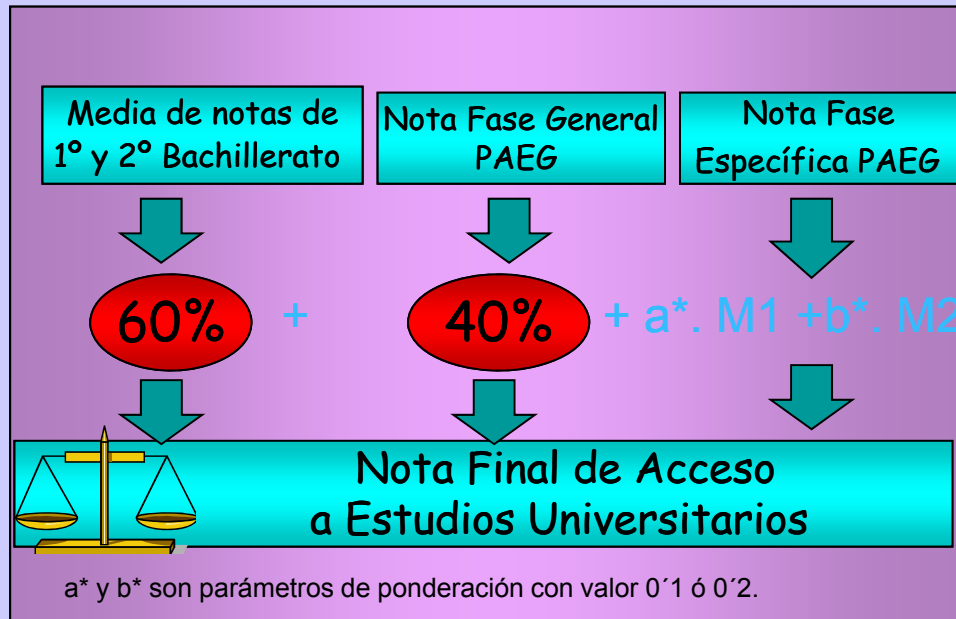 Media de notas de
1º y 2º Bachillerato
Nota Fase General
PAEG
Nota Fase
Específica PAEG
60% + 40% + a*. M1 +b*. M2
Nota Final de Acceso
a Estudios Universitarios
a* y b* son parámetros de ponderación con valor 0´1 ó 0´2.